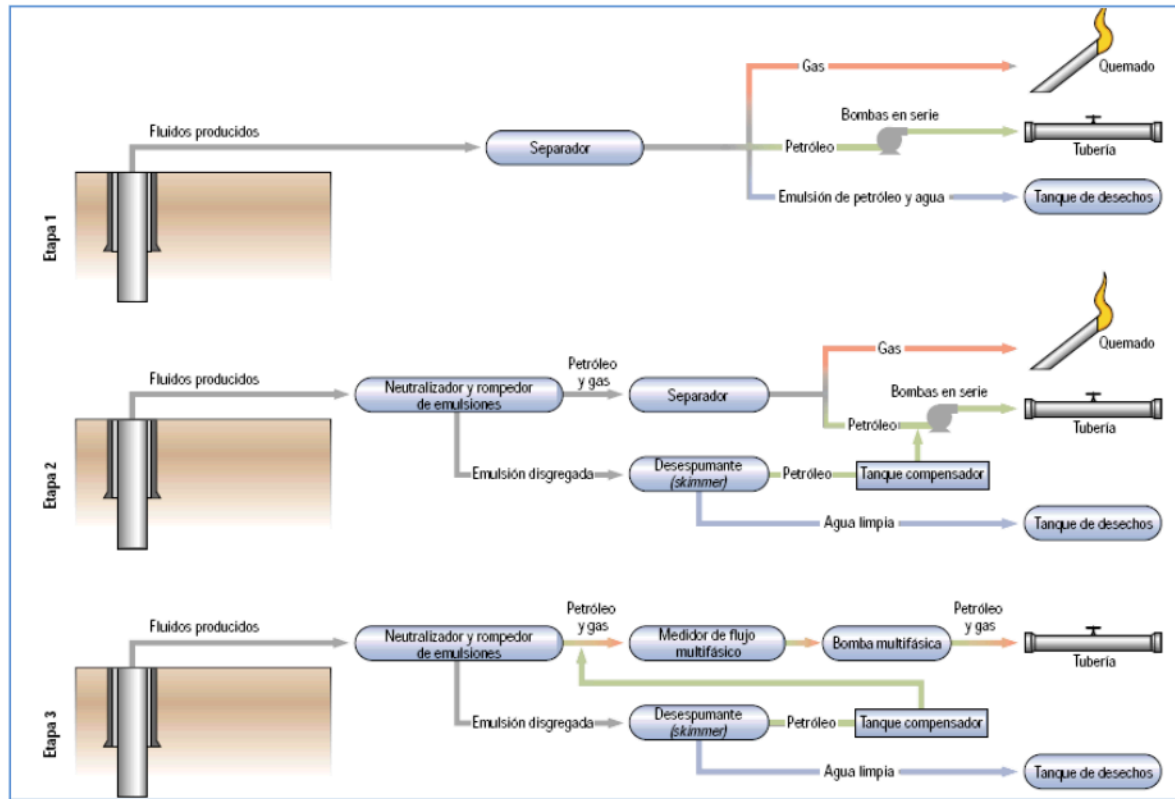 Etapa 1
Fluidos producidos
Separador
Gas
Quemado
Bombas en serie
Petróleo
Tubería
Emulsión de petróleo y agua
Tanque de desechos
Etapa 2
Fluidos producidos
Neutralizador y rompedor
de emulsiones
Petróleo
y gas
Separador
Gas
Quemado
Bombas en serie
Petróleo
Tubería
Emulsión disgregada
Desespumante
(skimmer)
Petróleo
Tanque compensador
Agua limpia
Tanque de desechos
Etapa 3
Fluidos producidos
Neutralizador y rompedor
de emulsiones
Petróleo
y gas
Medidor de flujo
multifásico
Bomba multifásica
Petróleo
y gas
Tubería
Emulsión disgregada
Desespumante
(skimmer)
Petróleo
Tanque compensador
Agua limpia
Tanque de desechos